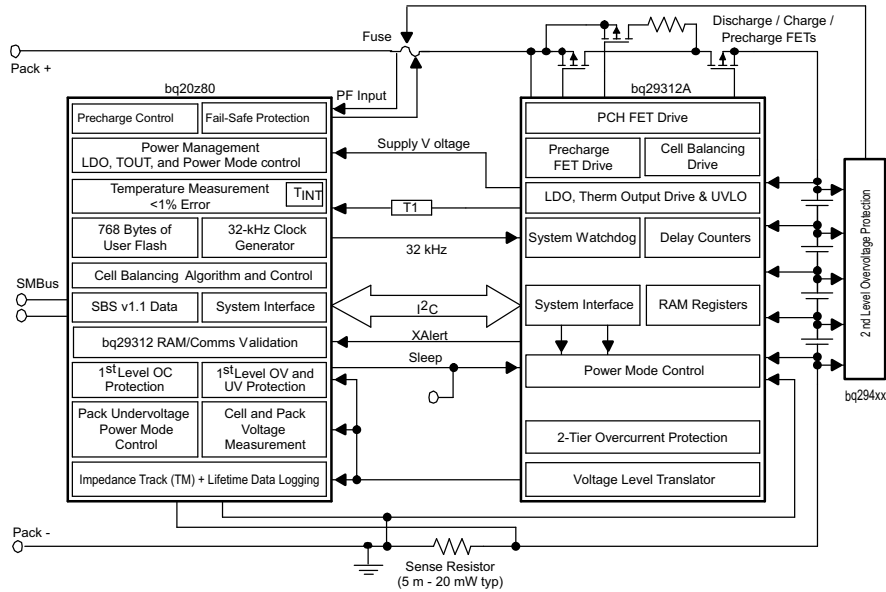 Discharge / Charge /
Precharge FETs
Fuse
Pack +
bq20z80
PF Input
bq29312A
Precharge Control
Fail-Safe Protection
PCH FET Drive
Power Management
LDO, TOUT, and Power Mode control
Supply V oltage
Precharge
FET Drive
Cell Balancing
Drive
Temperature Measurement
<1% Error
TINT
T1
LDO, Therm Output Drive & UVLO
768 Bytes of
User Flash
32-kHz Clock
Generator
32 kHz
System Watchdog
Delay Counters
2 nd Level Overvoltage Protection
Cell Balancing Algorithm and Control
SMBus
SBS v1.1 Data
System Interface
I2C
System Interface
RAM Registers
bq29312 RAM/Comms Validation
XAlert
Sleep
1st Level OC
Protection
1st Level OV and
UV Protection
Power Mode Control
bq294xx
Pack Undervoltage
Power Mode
Control
Cell and Pack
Voltage
Measurement
2-Tier Overcurrent Protection
Impedance Track (TM) + Lifetime Data Logging
Voltage Level Translator
Pack -
Sense Resistor
(5 m - 20 mW typ)